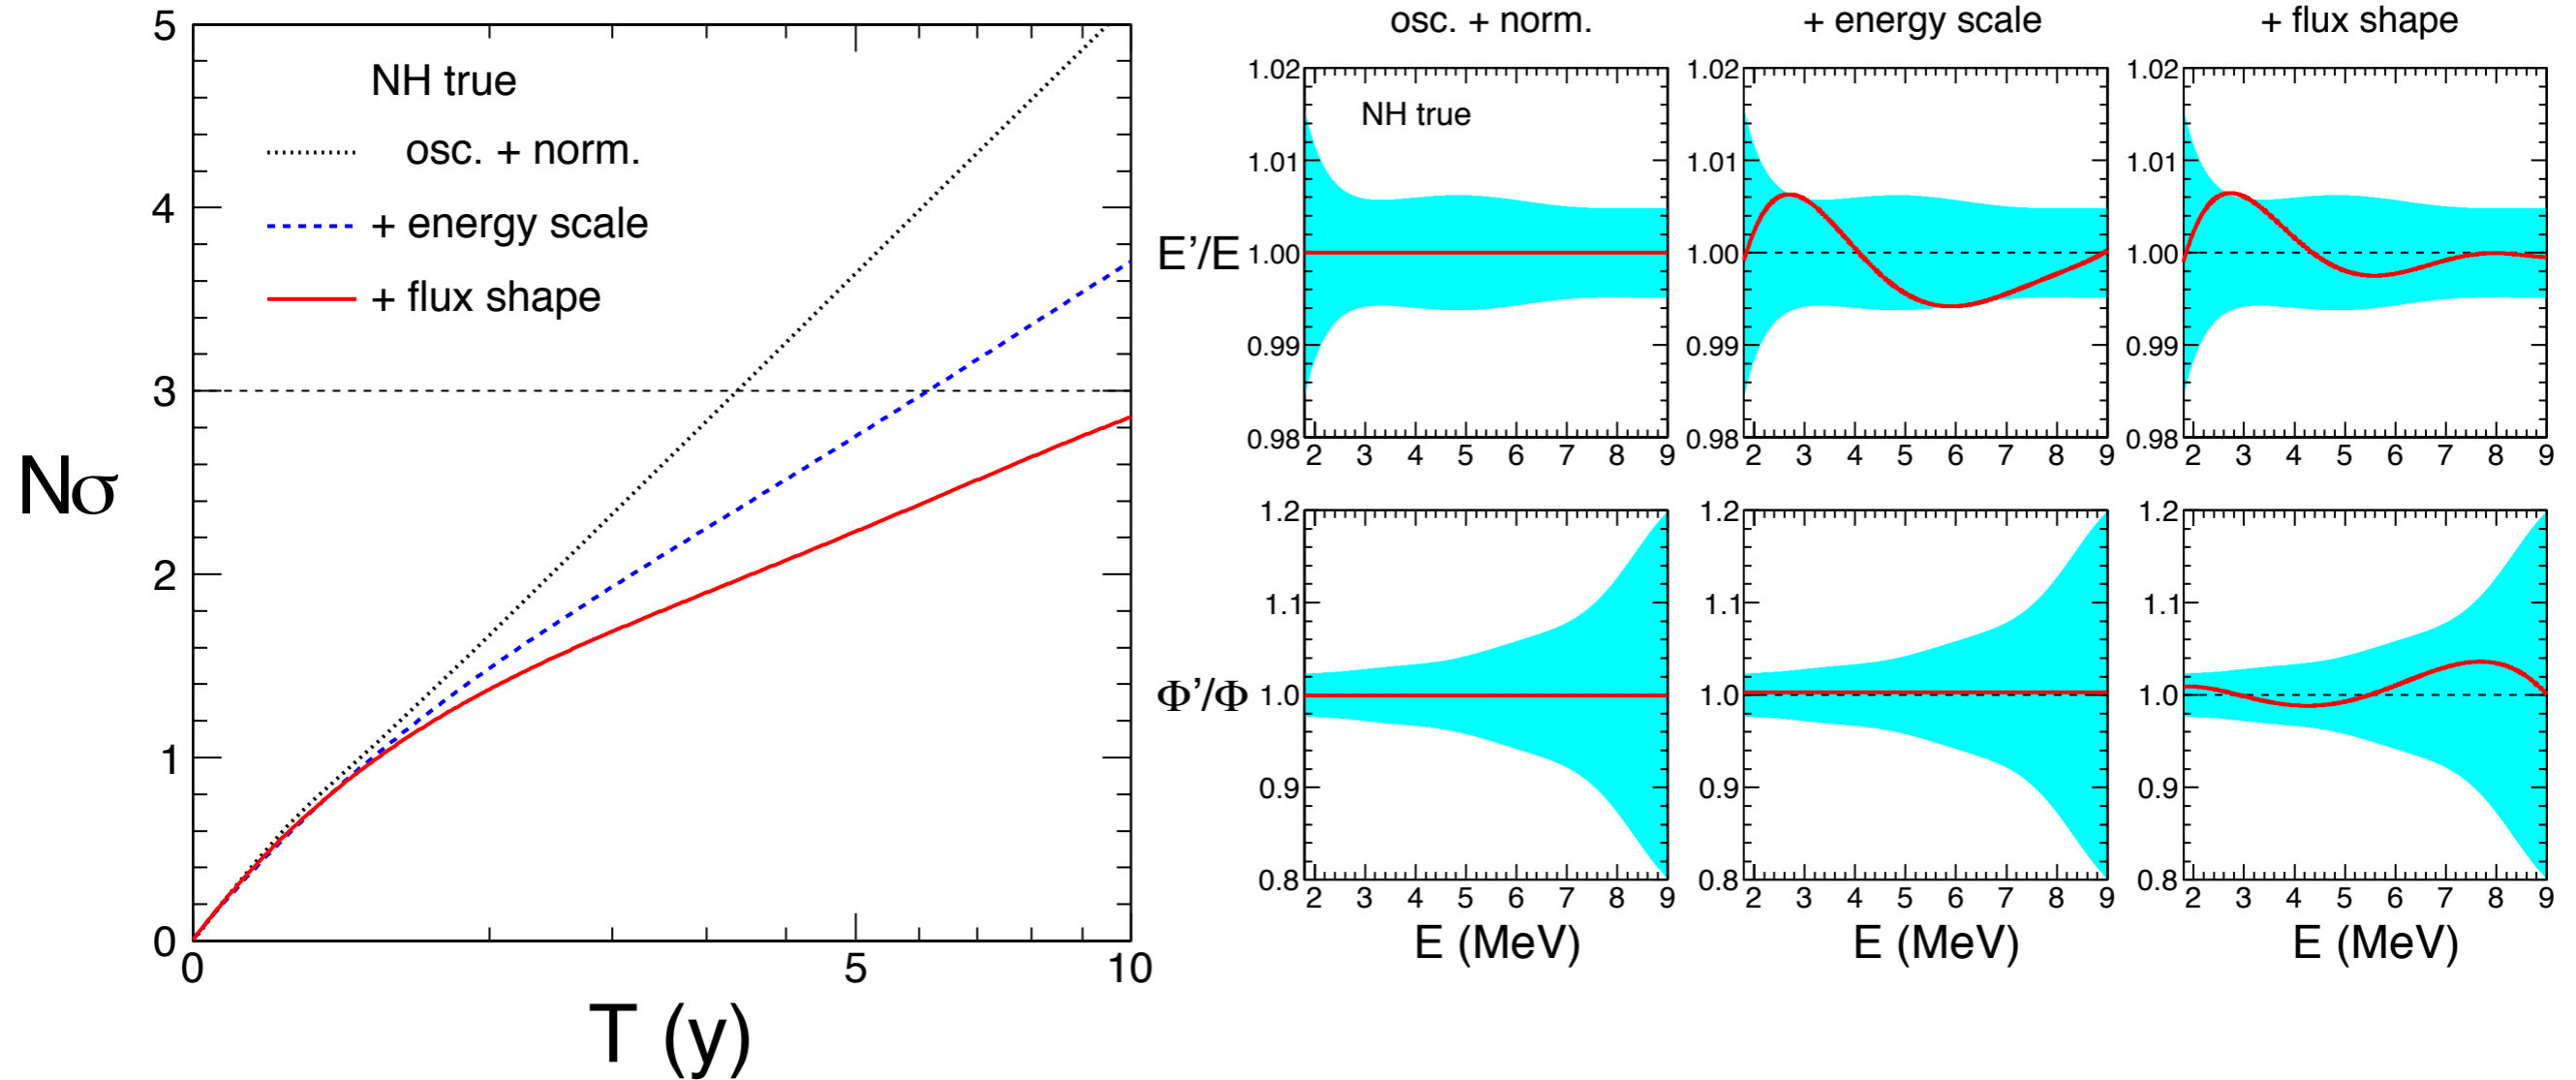 5
4
3
2
1
0
Nσ
NH true
osc. + norm.
+ energy scale
+ flux shape
0
5
10
T (y)
osc. + norm.
+ energy scale
+ flux shape
1.02
1.01
E’/E 1.00
0.99
0.98
NH true
2 3 4 5 6 7 8 9
1.02
1.01
1.00
0.99
0.98
2 3 4 5 6 7 8 9
1.02
1.01
1.00
0.99
0.98
2 3 4 5 6 7 8 9
1.2
1.1
Φ’/Φ 1.0
0.9
0.8
2 3 4 5 6 7 8 9
E (MeV)
1.2
1.1
1.0
0.9
0.8
2 3 4 5 6 7 8 9
E (MeV)
1.2
1.1
1.0
0.9
0.8
2 3 4 5 6 7 8 9
E (MeV)